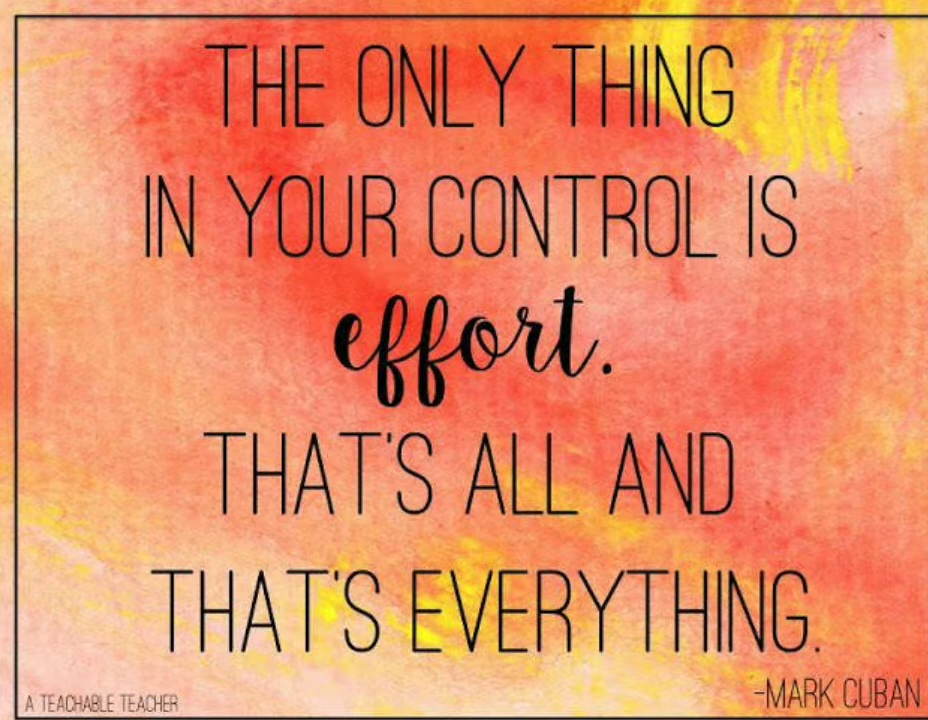 THE ONLY THING
IN YOUR CONTROL IS
effort.
THAT'S ALL AND
THAT'S EVERYTHING.
-MARK CUBAN
A TEACHABLE TEACHER